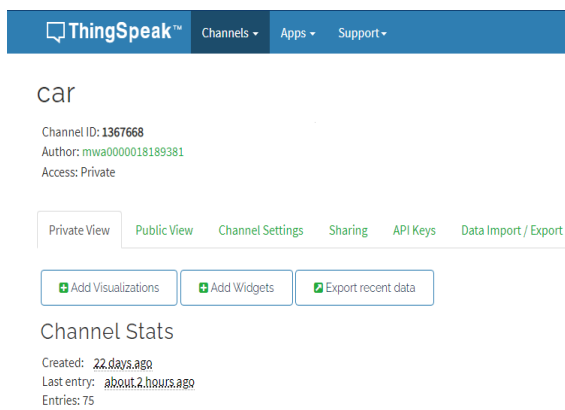 ThingSpeak™ Channels Apps Support
car
Channel ID: 1367668
Author: mwa0000018189381
Access: Private
Private View Public View Channel Settings Sharing API Keys Data Import / Export
Add Visualizations Add Widgets Export recent data
Channel Stats
Created: 22 days ago
Last entry: about 2 hours ago
Entries: 75